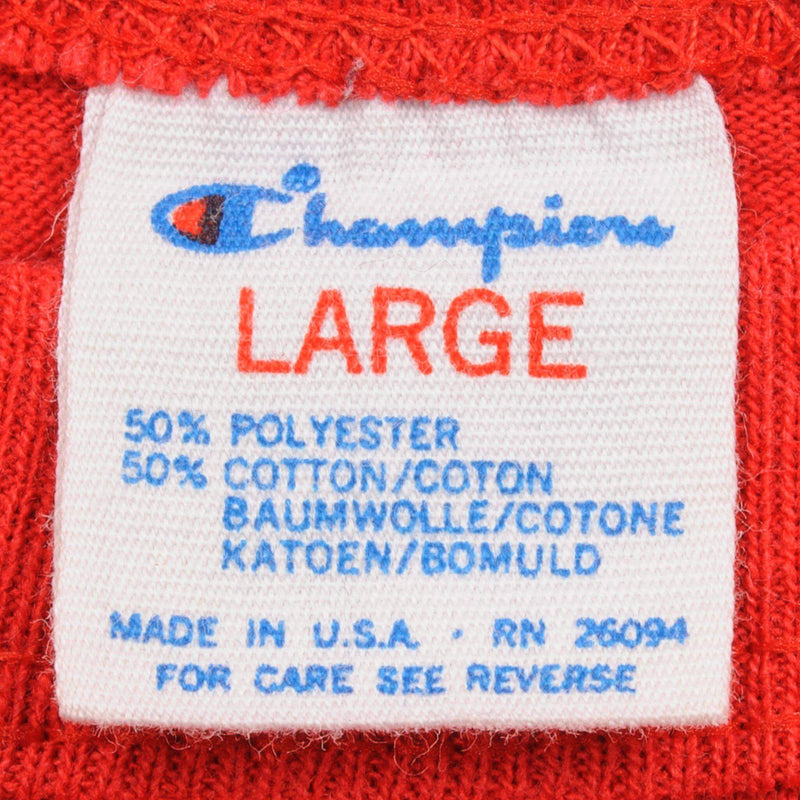 Champion
LARGE
50% POLYESTER
50% COTTON/COTON
BAUMWOLLE/COTONE
KATOEN/BOMULD
MADE IN U.S.A. · RN 26094
FOR CARE SEE REVERSE